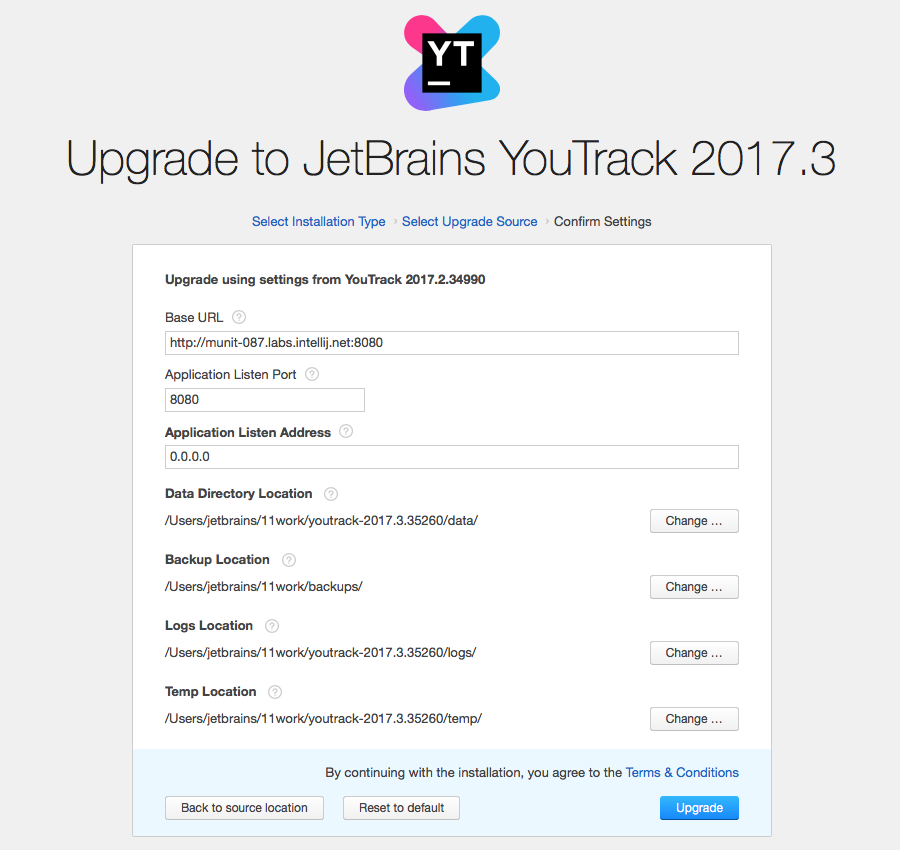 YT
Upgrade to JetBrains YouTrack 2017.3
Select Installation Type › Select Upgrade Source › Confirm Settings
Upgrade using settings from YouTrack 2017.2.34990
Base URL ?
http://munit-087.labs.intellij.net:8080
Application Listen Port ?
8080
Application Listen Address ?
0.0.0.0
Data Directory Location ?
/Users/jetbrains/11work/youtrack-2017.3.35260/data/ Change ...
Backup Location ?
/Users/jetbrains/11work/backups/ Change ...
Logs Location ?
/Users/jetbrains/11work/youtrack-2017.3.35260/logs/ Change ...
Temp Location ?
/Users/jetbrains/11work/youtrack-2017.3.35260/temp/ Change ...
By continuing with the installation, you agree to the Terms & Conditions
Back to source location Reset to default Upgrade